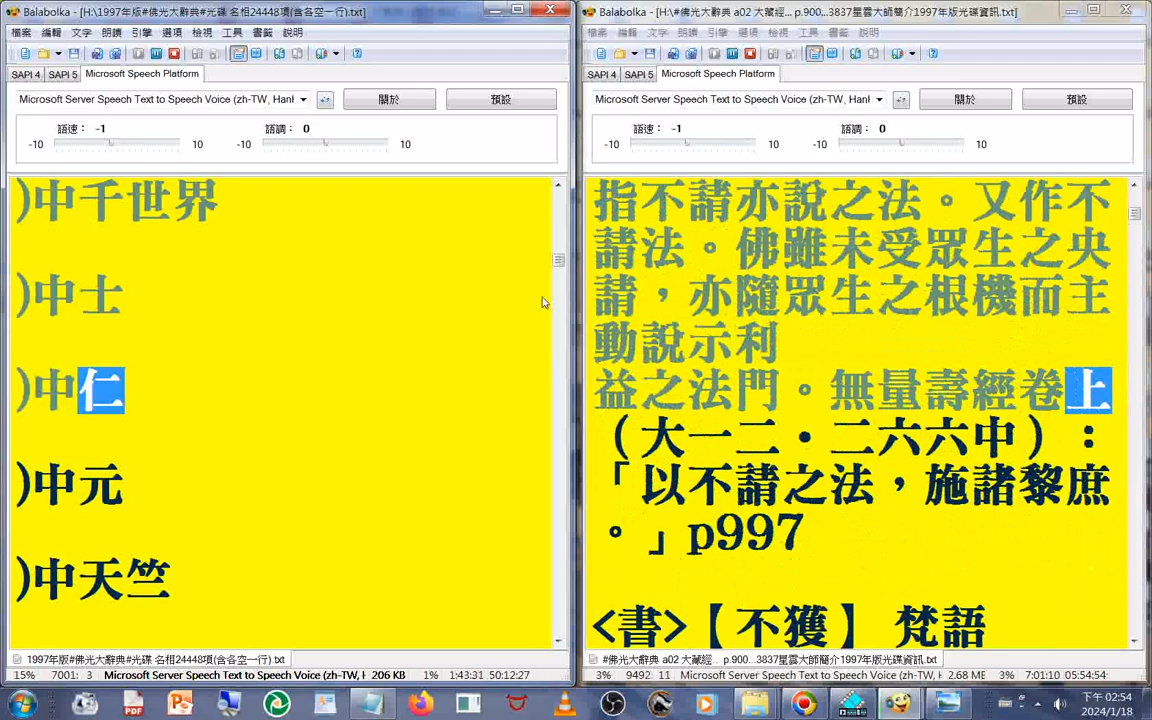 Balabolka - [H:\1997年版#佛光大辭典#光碟 名相24448項(含各空一行).txt]
檔案 編輯 文字 朗讀 引擎 選項 檢視 工具 書籤 說明
SAPI 4 SAPI 5 Microsoft Speech Platform
Microsoft Server Speech Text to Speech Voice (zh-TW, Hanl
關於 預設
語速： -1 語調： 0
-10 10 -10 10
)中千世界
)中士
)中仁
)中元
)中天竺
1997年版#佛光大辭典#光碟 名相24448項(含各空一行).txt
15% 7001: 3 Microsoft Server Speech Text to Speech Voice (zh-TW, H 206 KB 1% 1:43:31 50:12:27
Balabolka - [H:\#佛光大辭典 a02 大藏經... p.900...3837星雲大師簡介1997年版光碟資訊.txt]
檔案 編輯 文字 朗讀 引擎 選項 檢視 工具 書籤 說明
SAPI 4 SAPI 5 Microsoft Speech Platform
Microsoft Server Speech Text to Speech Voice (zh-TW, Hanl
關於 預設
語速： -1 語調： 0
-10 10 -10 10
指不請亦說之法。又作不
請法。佛雖未受眾生之央
請，亦隨眾生之根機而主
動說示利
益之法門。無量壽經卷上
（大一二•二六六中）：
「以不請之法，施諸黎庶
。」p997
<書>【不獲】 梵語
#佛光大辭典 a02 大藏經... p.900...3837星雲大師簡介1997年版光碟資訊.txt
3% 9492: 11 Microsoft Server Speech Text to Speech Voice (zh-TW, Hanl 2.68 ME 3% 7:01:10 05:54:54
下午 02:54
2024/1/18